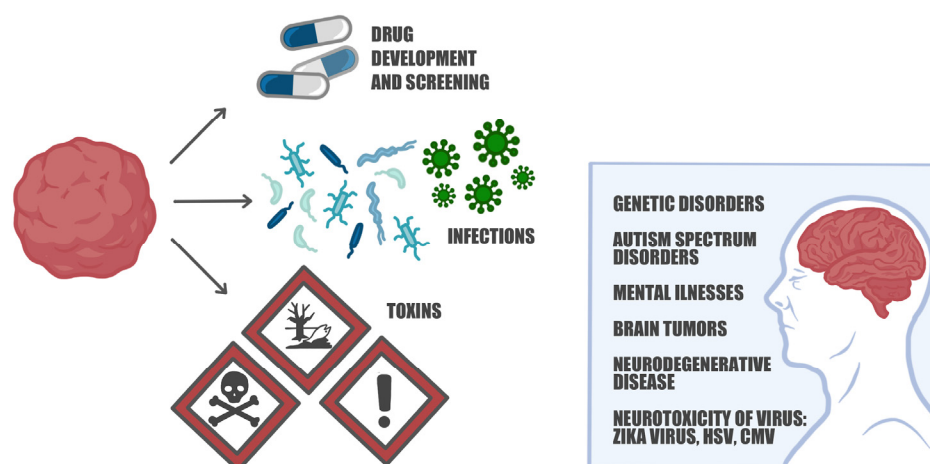 DRUG
DEVELOPMENT
AND SCREENING
INFECTIONS
TOXINS
GENETIC DISORDERS
AUTISM SPECTRUM
DISORDERS
MENTAL ILNESSES
BRAIN TUMORS
NEURODEGENERATIVE
DISEASE
NEUROTOXICITY OF VIRUS:
ZIKA VIRUS, HSV, CMV